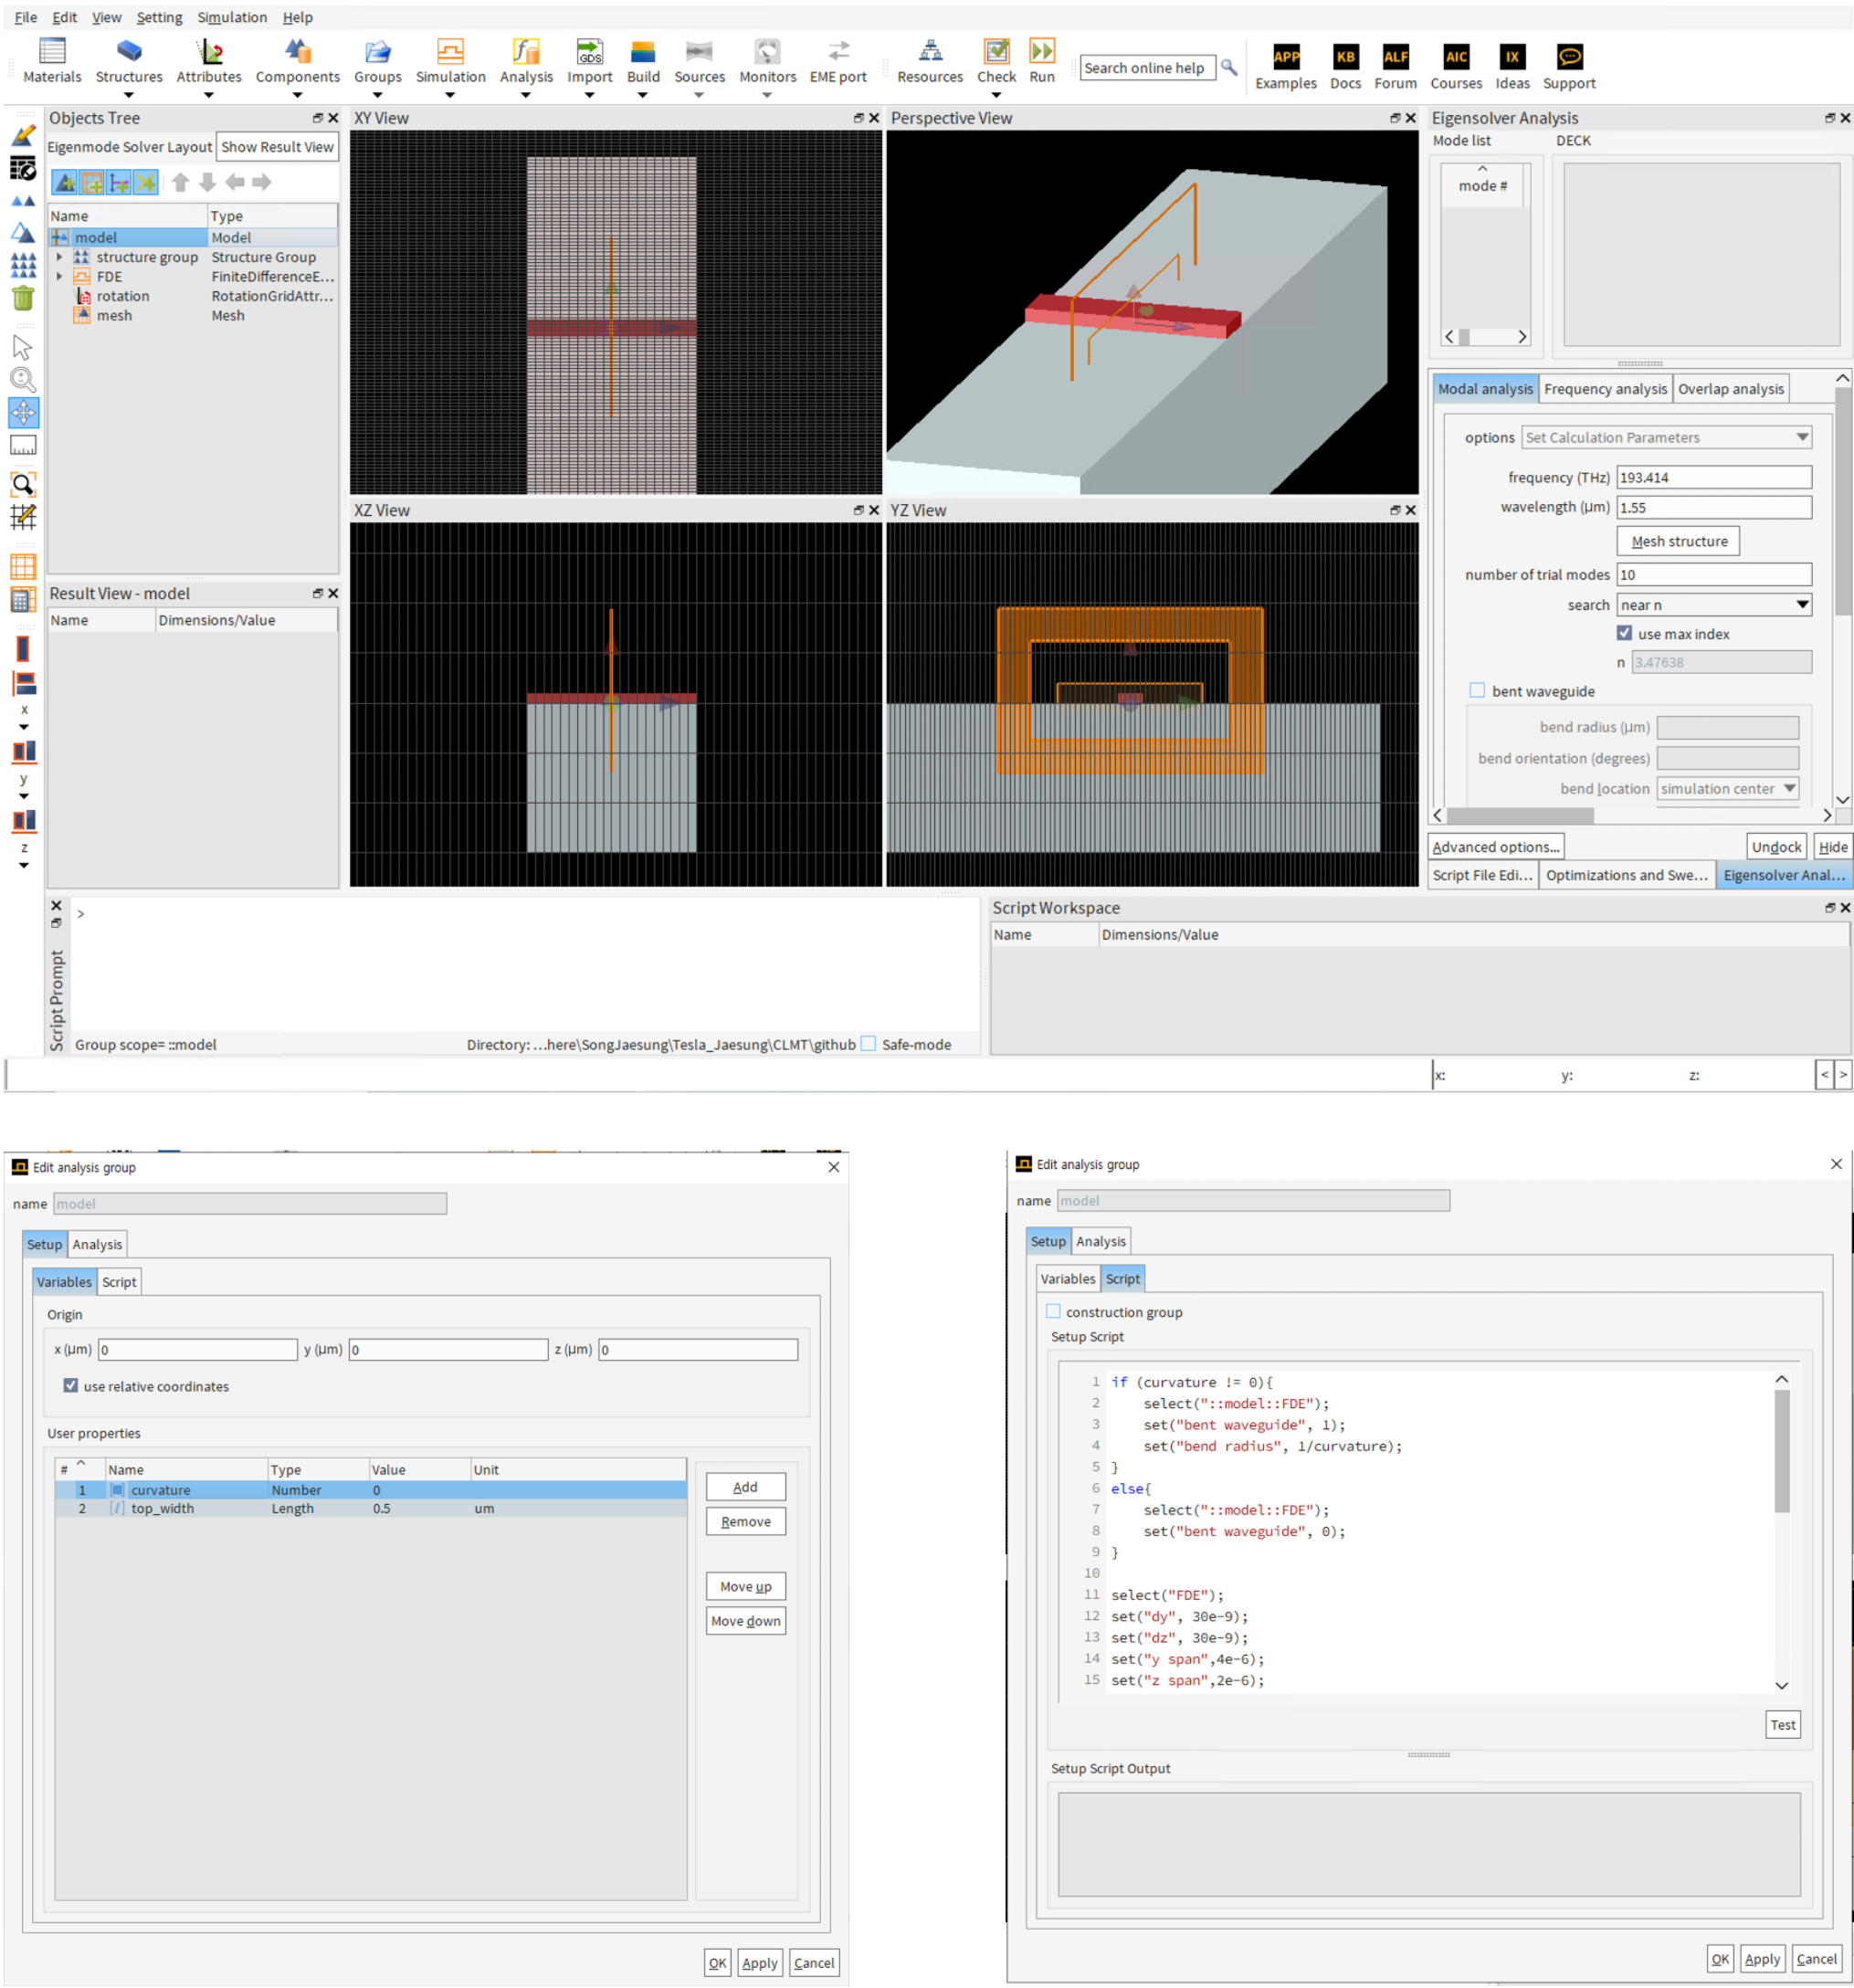 File Edit View Setting Simulation Help
Materials Structures Attributes Components Groups Simulation Analysis Import Build Sources Monitors EME port Resources Check Run Search online help Examples Docs Forum Courses Ideas Support
GDS
APP KB ALF AIC IX
Objects Tree
Eigenmode Solver Layout Show Result View
Name Type
model Model
structure group Structure Group
FDE FiniteDifferenceE...
rotation RotationGridAttr...
mesh Mesh
Result View - model
Name Dimensions/Value
x
y
z
XY View
Perspective View
XZ View
YZ View
Eigensolver Analysis
Mode list DECK
mode #
Modal analysis Frequency analysis Overlap analysis
options Set Calculation Parameters
frequency (THz) 193.414
wavelength (μm) 1.55
Mesh structure
number of trial modes 10
search near n
use max index
n 3.47638
bent waveguide
bend radius (μm)
bend orientation (degrees)
bend location simulation center
Advanced options... Undock Hide
Script File Edi... Optimizations and Swe... Eigensolver Anal...
Script Prompt
>
Group scope= ::model Directory: ...here\SongJaesung\Tesla_Jaesung\CLMT\github Safe-mode
Script Workspace
Name Dimensions/Value
x: y: z: < >
Edit analysis group
name model
Setup Analysis
Variables Script
Origin
x (μm) 0 y (μm) 0 z (μm) 0
use relative coordinates
User properties
# Name Type Value Unit
1 curvature Number 0
2 top_width Length 0.5 um
Add
Remove
Move up
Move down
OK Apply Cancel
Edit analysis group
name model
Setup Analysis
Variables Script
construction group
Setup Script
1 if (curvature != 0){
2 select("::model::FDE");
3 set("bent waveguide", 1);
4 set("bend radius", 1/curvature);
5 }
6 else{
7 select("::model::FDE");
8 set("bent waveguide", 0);
9 }
10
11 select("FDE");
12 set("dy", 30e-9);
13 set("dz", 30e-9);
14 set("y span",4e-6);
15 set("z span",2e-6);
Test
Setup Script Output
OK Apply Cancel